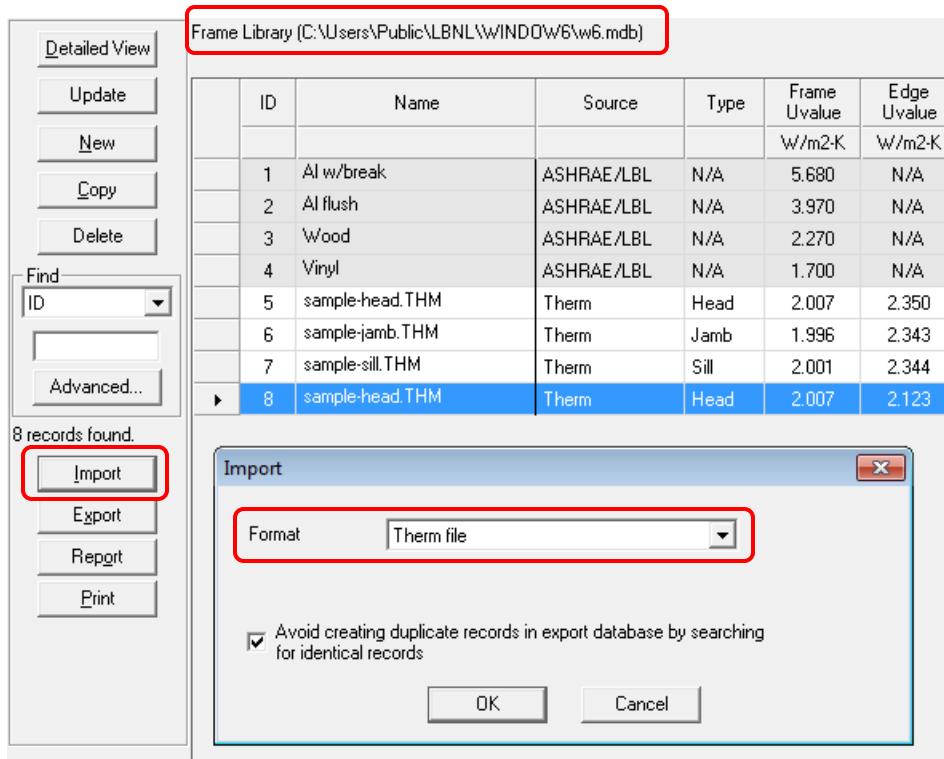 Frame Library (C:\Users\Public\LBNL\WINDOW6\w6.mdb)
Detailed View
Update
New
Copy
Delete
Find
ID
Advanced...
8 records found.
Import
Export
Report
Print
ID Name Source Type Frame Uvalue Edge Uvalue
W/m2-K W/m2-K
1 Al w/break ASHRAE/LBL N/A 5.680 N/A
2 Al flush ASHRAE/LBL N/A 3.970 N/A
3 Wood ASHRAE/LBL N/A 2.270 N/A
4 Vinyl ASHRAE/LBL N/A 1.700 N/A
5 sample-head.THM Therm Head 2.007 2.350
6 sample-jamb.THM Therm Jamb 1.996 2.343
7 sample-sill.THM Therm Sill 2.001 2.344
8 sample-head.THM Therm Head 2.007 2.123
Import
Format Therm file
Avoid creating duplicate records in export database by searching
for identical records
OK Cancel